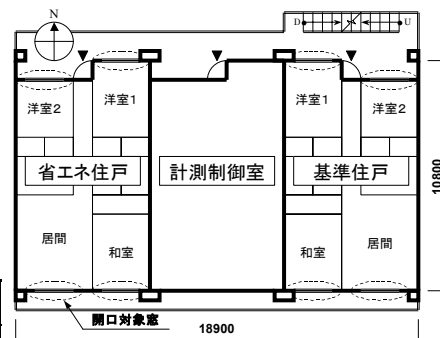 N
D U
洋室2
洋室1
洋室1
洋室2
省エネ住戸
計測制御室
基準住戸
10800
居間
和室
和室
居間
開口対象窓
18900